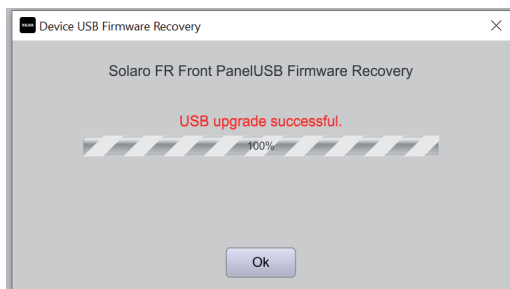 Device USB Firmware Recovery
Solaro FR Front PanelUSB Firmware Recovery
USB upgrade successful.
100%
Ok